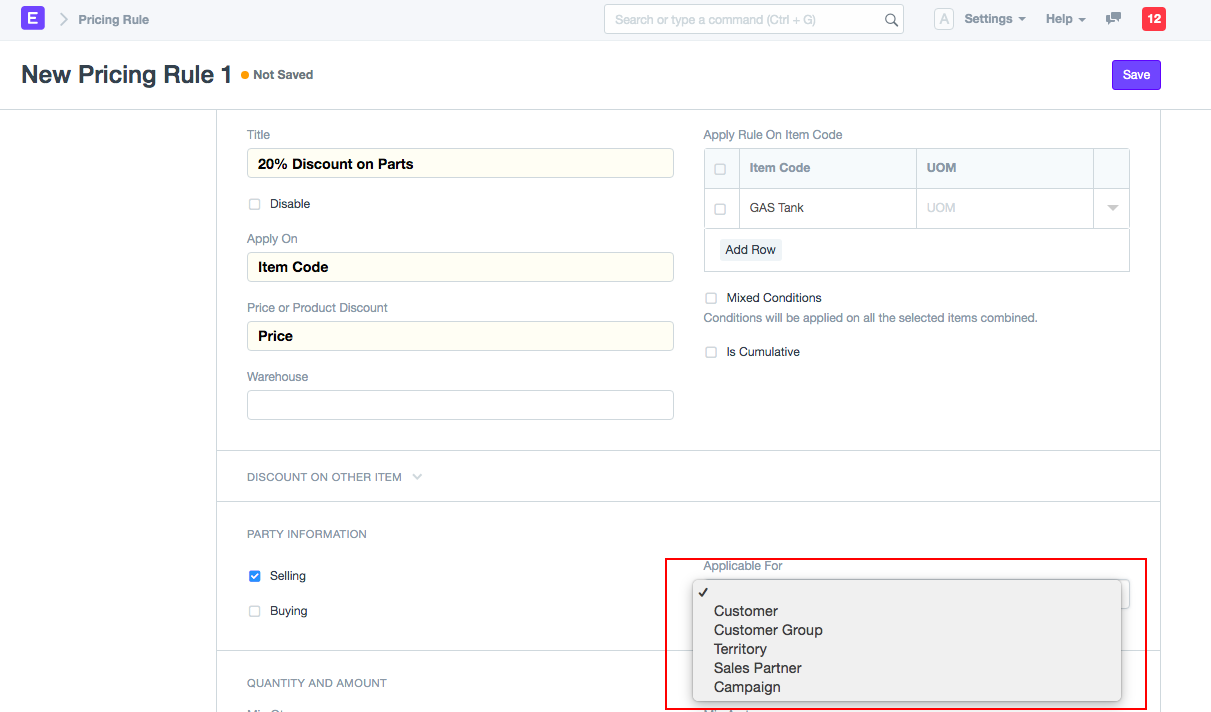 E
Pricing Rule
Search or type a command (Ctrl + G)
A
Settings
Help
12
New Pricing Rule 1
Not Saved
Save
Title
20% Discount on Parts
Disable
Apply On
Item Code
Price or Product Discount
Price
Warehouse
Apply Rule On Item Code
Item Code UOM
GAS Tank UOM
Add Row
Mixed Conditions
Conditions will be applied on all the selected items combined.
Is Cumulative
DISCOUNT ON OTHER ITEM
PARTY INFORMATION
Selling
Buying
Applicable For
Customer
Customer Group
Territory
Sales Partner
Campaign
QUANTITY AND AMOUNT